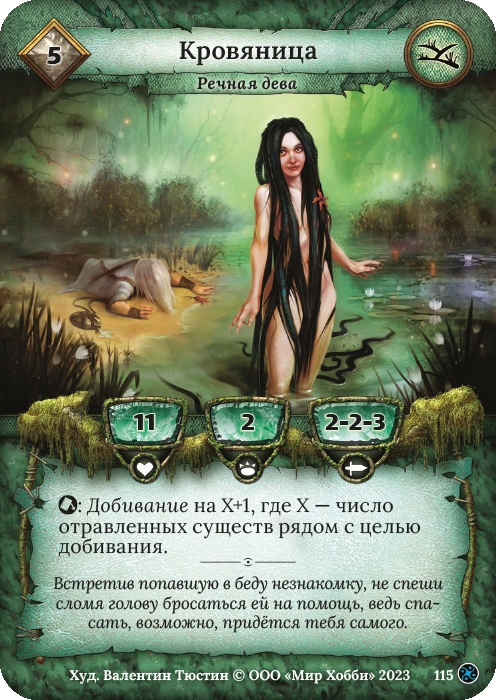 5
Кровяница
Речная дева
11
2
2-2-3
: Добивание на X+1, где X — число
отравленных существ рядом с целью
добивания.
Встретив попавшую в беду незнакомку, не спеши
сломя голову бросаться ей на помощь, ведь спа-
сать, возможно, придётся тебя самого.
Худ. Валентин Тюстин © ООО «Мир Хобби» 2023
115